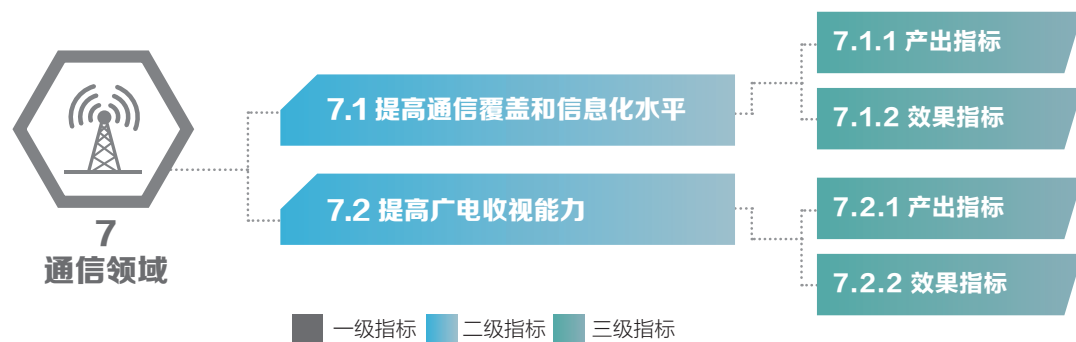 7
通信领域
7.1 提高通信覆盖和信息化水平
7.1.1 产出指标
7.1.2 效果指标
7.2 提高广电收视能力
7.2.1 产出指标
7.2.2 效果指标
一级指标 二级指标 三级指标